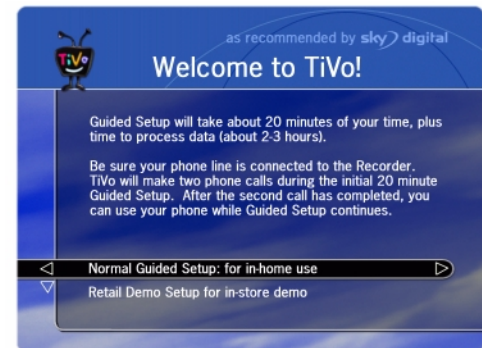 as recommended by sky digital
TiVo
Welcome to TiVo!
Guided Setup will take about 20 minutes of your time, plus
time to process data (about 2-3 hours).
Be sure your phone line is connected to the Recorder.
TiVo will make two phone calls during the initial 20 minute
Guided Setup. After the second call has completed, you
can use your phone while Guided Setup continues.
Normal Guided Setup: for in-home use
Retail Demo Setup for in-store demo